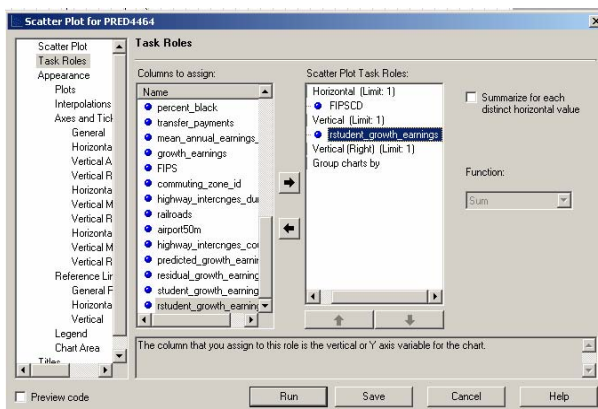 Scatter Plot for PRED4464
Scatter Plot
Task Roles
Appearance
Plots
Interpolations
Axes and Ticl
General
Horizonta
Vertical A
Vertical R
Horizonta
Vertical M
Vertical R
Horizonta
Vertical M
Vertical R
Reference Lir
General F
Horizonta
Vertical
Legend
Chart Area
Titles
Task Roles
Columns to assign:
Name
percent_black
transfer_payments
mean_annual_earnings_
growth_earnings
FIPS
commuting_zone_id
highway_intercnges_du
railroads
airport50m
highway_intercnges_co
predicted_growth_earnir
residual_growth_earning
student_growth_earning
rstudent_growth_earning
Scatter Plot Task Roles:
Horizontal (Limit: 1)
FIPSCD
Vertical (Limit: 1)
rstudent_growth_earnings
Vertical (Right) (Limit: 1)
Group charts by
Summarize for each
distinct horizontal value
Function:
Sum
The column that you assign to this role is the vertical or Y axis variable for the chart.
Preview code
Run
Save
Cancel
Help